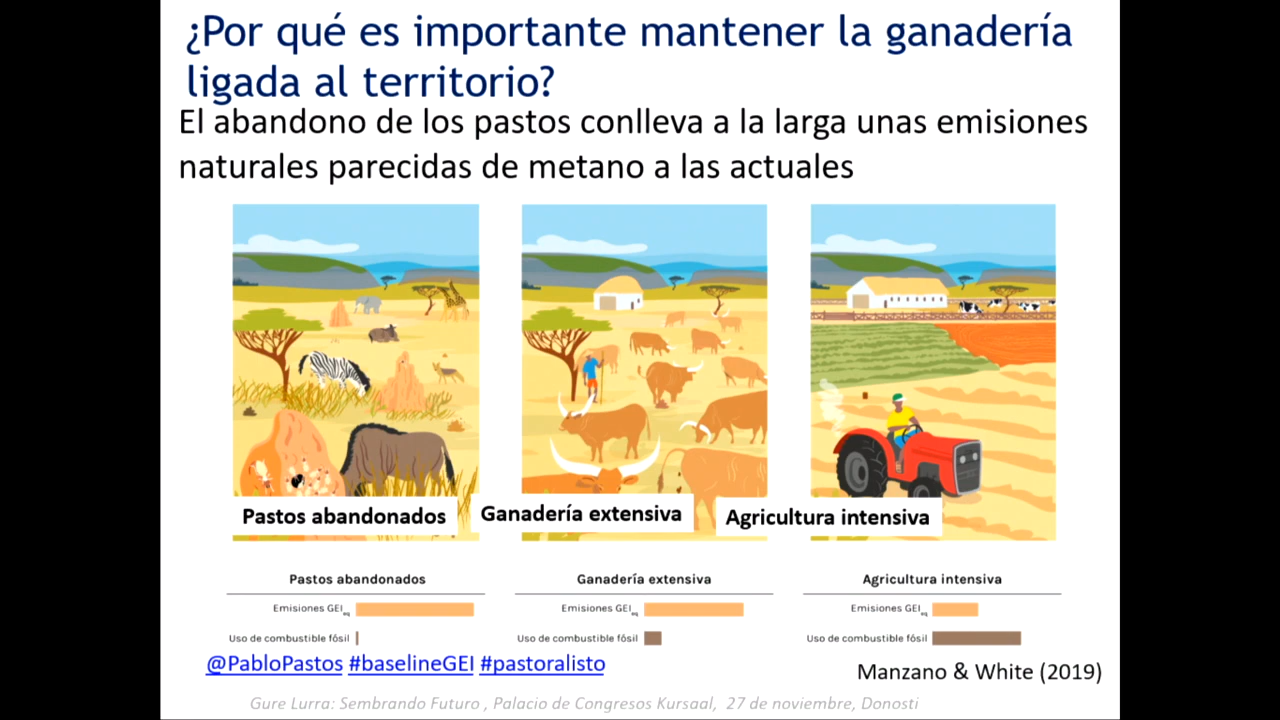 ¿Por qué es importante mantener la ganadería
ligada al territorio?
El abandono de los pastos conlleva a la larga unas emisiones
naturales parecidas de metano a las actuales
Pastos abandonados
Ganadería extensiva
Agricultura intensiva
Pastos abandonados
Emisiones GEI eq
Uso de combustible fósil
Ganadería extensiva
Emisiones GEI eq
Uso de combustible fósil
Agricultura intensiva
Emisiones GEI eq
Uso de combustible fósil
@PabloPastos #baselineGEI #pastoralisto
Manzano & White (2019)
Gure Lurra: Sembrando Futuro , Palacio de Congresos Kursaal, 27 de noviembre, Donosti